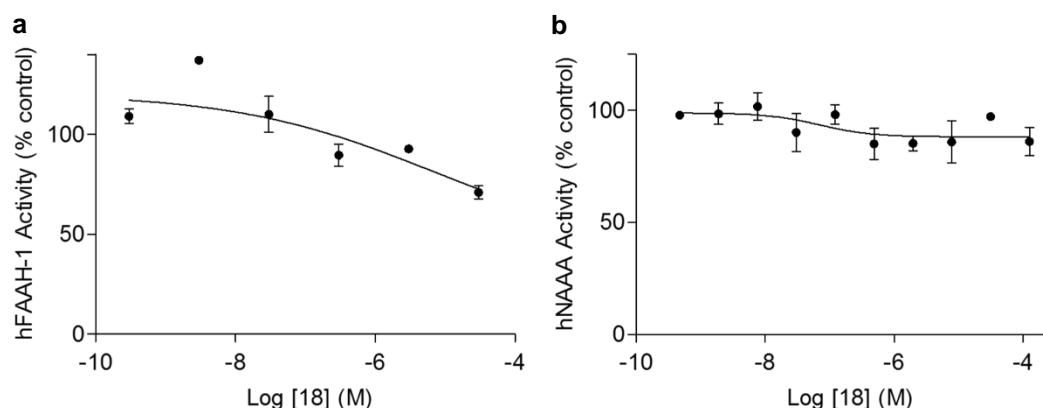 a
hFAAH-1 Activity (% control)
100
50
0
-10
-8
-6
-4
Log [18] (M)
b
hNAAA Activity (% control)
100
50
0
-10
-8
-6
-4
Log [18] (M)